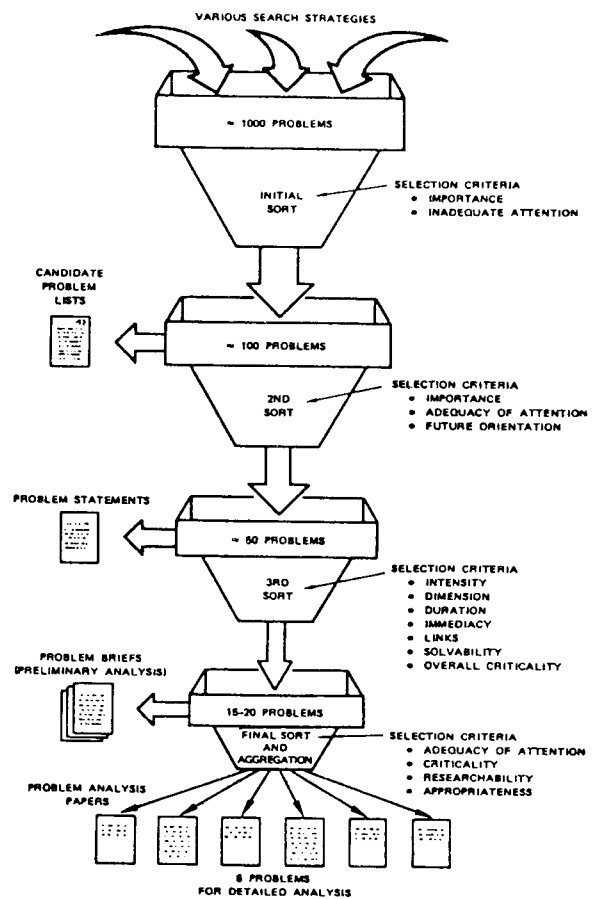 VARIOUS SEARCH STRATEGIES
≈ 1000 PROBLEMS
INITIAL
SORT
SELECTION CRITERIA
• IMPORTANCE
• INADEQUATE ATTENTION
CANDIDATE
PROBLEM
LISTS
≈ 100 PROBLEMS
2ND
SORT
SELECTION CRITERIA
• IMPORTANCE
• ADEQUACY OF ATTENTION
• FUTURE ORIENTATION
PROBLEM STATEMENTS
≈ 50 PROBLEMS
3RD
SORT
SELECTION CRITERIA
• INTENSITY
• DIMENSION
• DURATION
• IMMEDIACY
• LINKS
• SOLVABILITY
• OVERALL CRITICALITY
PROBLEM BRIEFS
(PRELIMINARY ANALYSIS)
15-20 PROBLEMS
FINAL SORT
AND
AGGREGATION
SELECTION CRITERIA
• ADEQUACY OF ATTENTION
• CRITICALITY
• RESEARCHABILITY
• APPROPRIATENESS
PROBLEM ANALYSIS
PAPERS
6 PROBLEMS
FOR DETAILED ANALYSIS